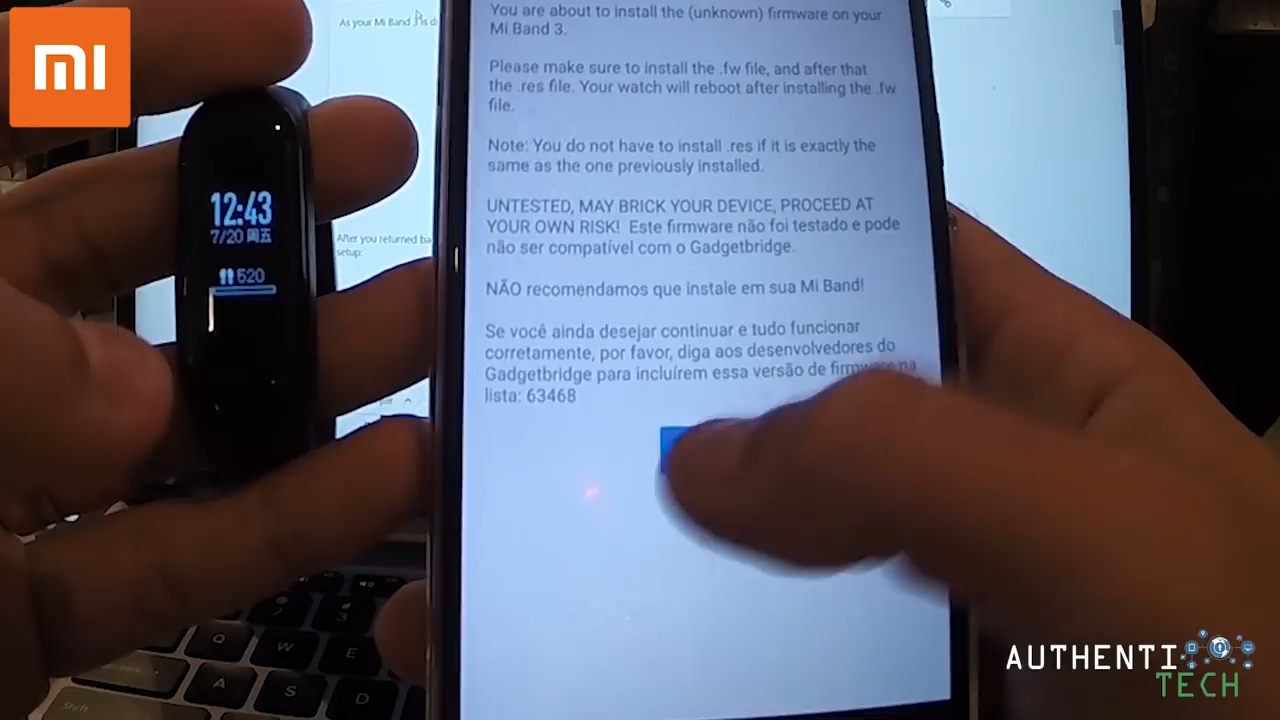 mi
As your Mi Band 3 is d
After you returned ba
setup:
12:43
7/20 周五
520
You are about to install the (unknown) firmware on your
Mi Band 3.
Please make sure to install the .fw file, and after that
the .res file. Your watch will reboot after installing the .fw
file.
Note: You do not have to install .res if it is exactly the
same as the one previously installed.
UNTESTED, MAY BRICK YOUR DEVICE, PROCEED AT
YOUR OWN RISK! Este firmware não foi testado e pode
não ser compatível com o Gadgetbridge.
NÃO recomendamos que instale em sua Mi Band!
Se você ainda desejar continuar e tudo funcionar
corretamente, por favor, diga aos desenvolvedores do
Gadgetbridge para incluírem essa versão de firmware na
lista: 63468
Q W E
A S D
Shift
AUTHENTI
TECH